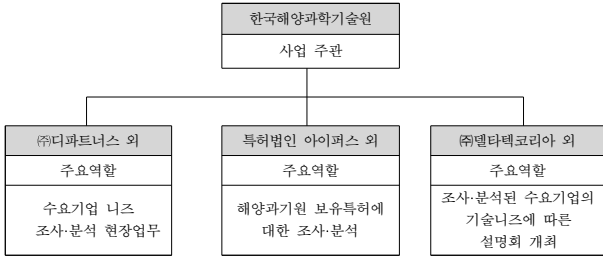 한국해양과학기술원
사업 주관
㈜디파트너스 외
주요역할
수요기업 니즈
조사·분석 현장업무
특허법인 아이퍼스 외
주요역할
해양과기원 보유특허에
대한 조사·분석
㈜델타텍코리아 외
주요역할
조사·분석된 수요기업의
기술니즈에 따른
설명회 개최